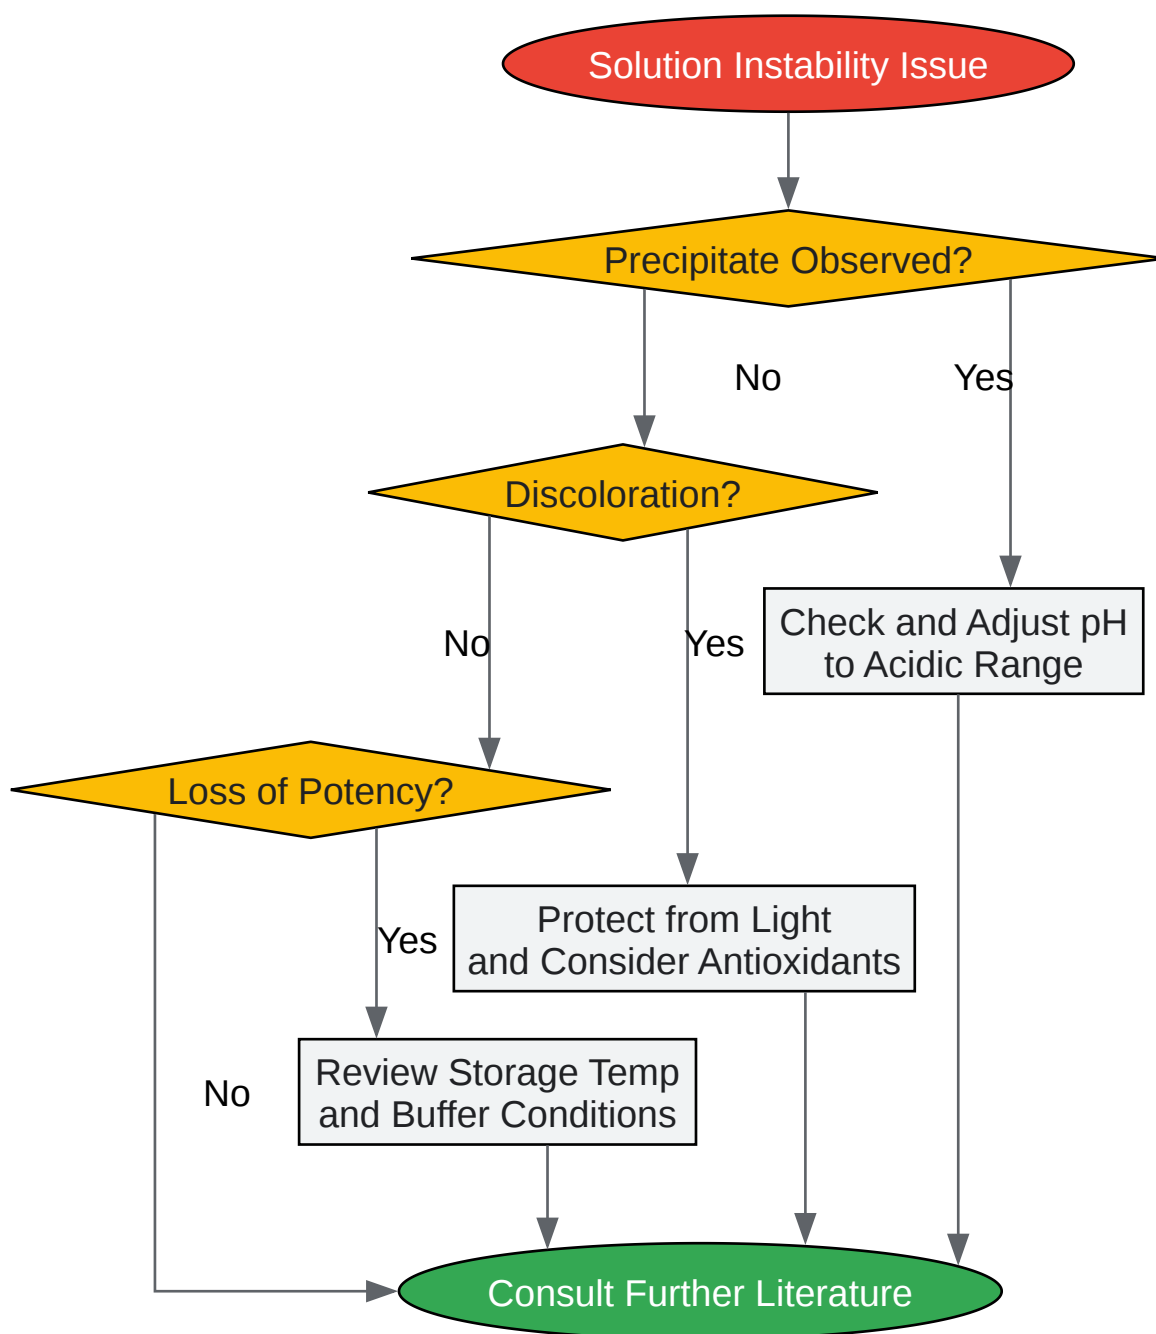 Solution Instability Issue
Precipitate Observed?
No
Yes
Discoloration?
Check and Adjust pH
to Acidic Range
No
Yes
Loss of Potency?
Protect from Light
and Consider Antioxidants
Yes
Review Storage Temp
and Buffer Conditions
No
Consult Further Literature